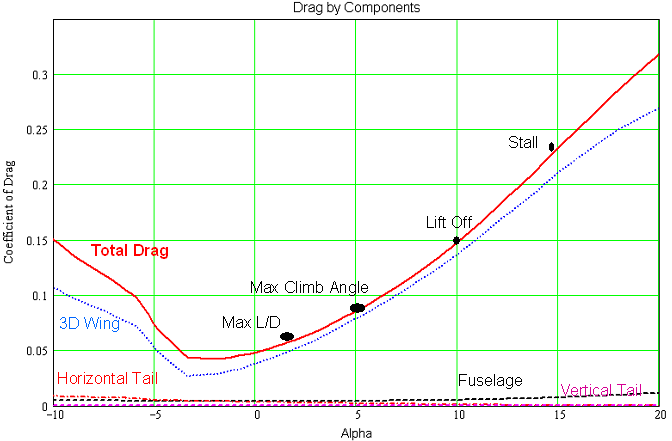 Drag by Components
0.3
0.25
0.2
0.15
0.1
0.05
0
Coefficient of Drag
Stall
Lift Off
Total Drag
Max Climb Angle
3D Wing
Max L/D
Horizontal Tail
Fuselage
Vertical Tail
−10
−5
0
5
10
15
20
Alpha